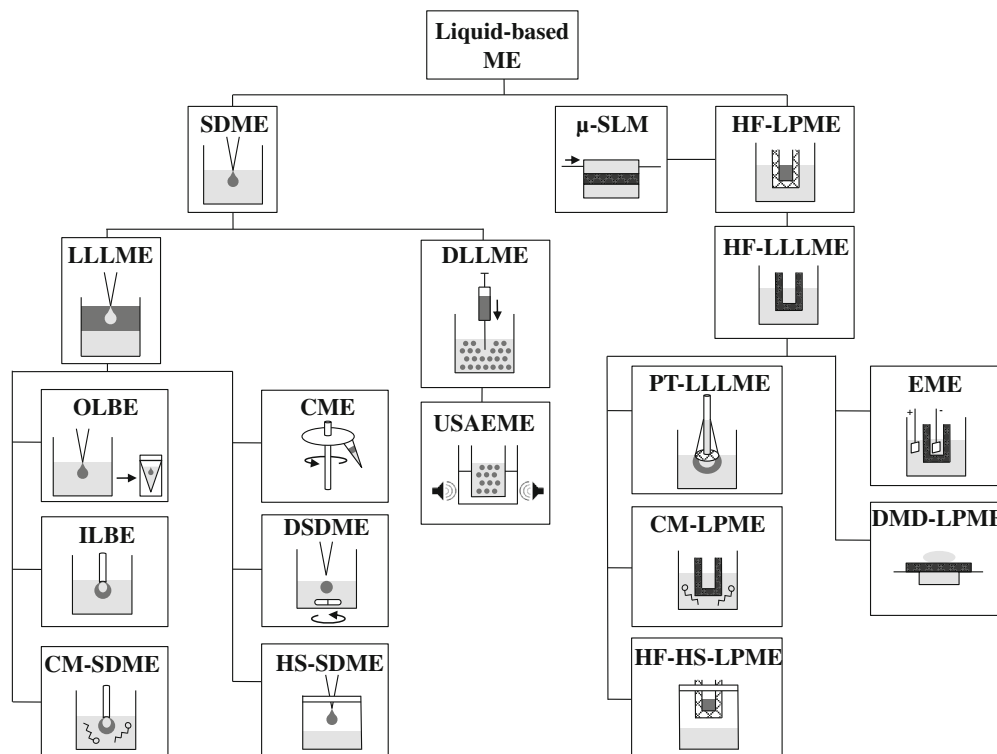 Liquid-based
ME
SDME
µ-SLM
HF-LPME
LLLME
DLLME
HF-LLLME
OLBE
CME
USAEME
PT-LLLME
EME
+
-
ILBE
DSDME
CM-LPME
DMD-LPME
CM-SDME
HS-SDME
HF-HS-LPME